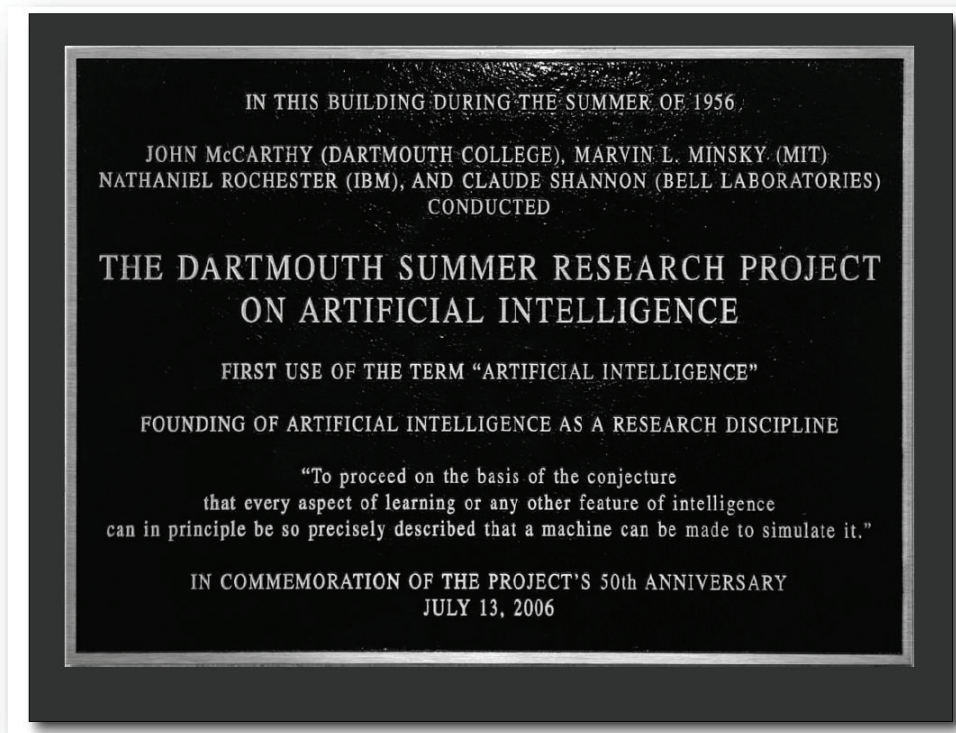 IN THIS BUILDING DURING THE SUMMER OF 1956
JOHN McCARTHY (DARTMOUTH COLLEGE), MARVIN L. MINSKY (MIT)
NATHANIEL ROCHESTER (IBM), AND CLAUDE SHANNON (BELL LABORATORIES)
CONDUCTED
THE DARTMOUTH SUMMER RESEARCH PROJECT
ON ARTIFICIAL INTELLIGENCE
FIRST USE OF THE TERM “ARTIFICIAL INTELLIGENCE”
FOUNDING OF ARTIFICIAL INTELLIGENCE AS A RESEARCH DISCIPLINE
“To proceed on the basis of the conjecture
that every aspect of learning or any other feature of intelligence
can in principle be so precisely described that a machine can be made to simulate it.”
IN COMMEMORATION OF THE PROJECT’S 50th ANNIVERSARY
JULY 13, 2006